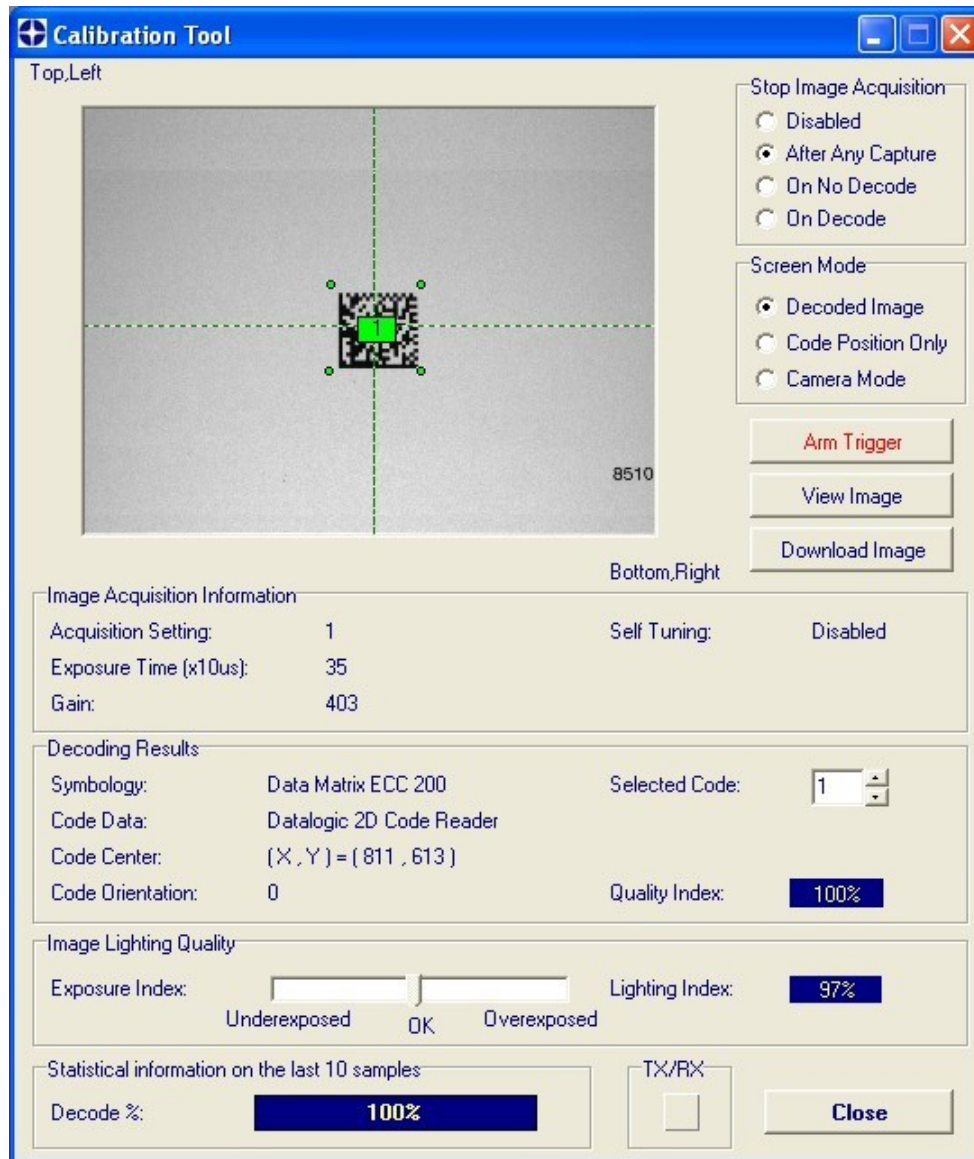 Calibration Tool
Top,Left
1
8510
Bottom,Right
Stop Image Acquisition
Disabled
After Any Capture
On No Decode
On Decode
Screen Mode
Decoded Image
Code Position Only
Camera Mode
Arm Trigger
View Image
Download Image
Image Acquisition Information
Acquisition Setting: 1 Self Tuning: Disabled
Exposure Time (x10us): 35
Gain: 403
Decoding Results
Symbology: Data Matrix ECC 200 Selected Code: 1
Code Data: Datalogic 2D Code Reader
Code Center: ( X , Y ) = ( 811 , 613 )
Code Orientation: 0 Quality Index: 100%
Image Lighting Quality
Exposure Index: Lighting Index: 97%
Underexposed OK Overexposed
Statistical information on the last 10 samples
Decode %: 100%
TX/RX
Close